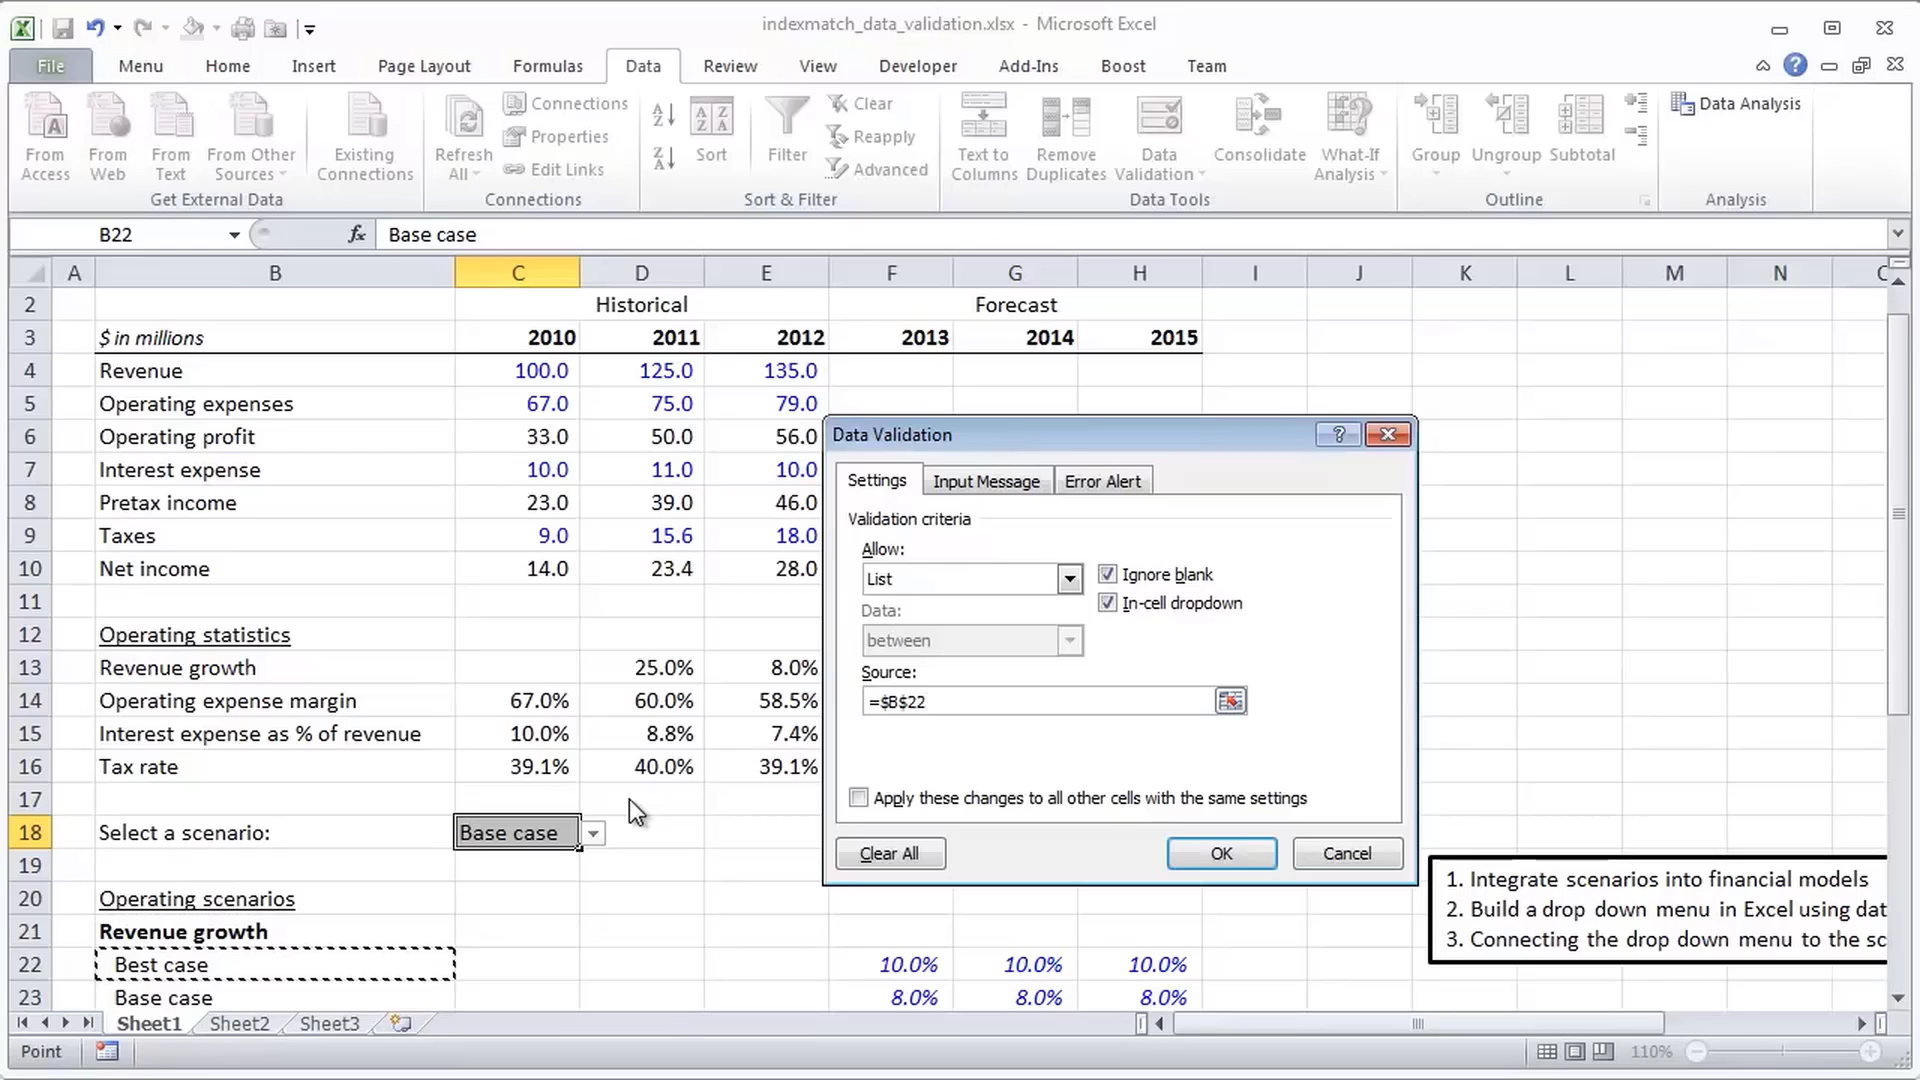 indexmatch_data_validation.xlsx - Microsoft Excel
File Menu Home Insert Page Layout Formulas Data Review View Developer Add-Ins Boost Team
From Access
From Web
From Text
From Other Sources
Existing Connections
Get External Data
Refresh All
Connections
Properties
Edit Links
Connections
Sort
Filter
Clear
Reapply
Advanced
Sort & Filter
Text to Columns
Remove Duplicates
Data Validation
Consolidate
What-If Analysis
Data Tools
Group
Ungroup
Subtotal
Outline
Data Analysis
Analysis
B22 fx Base case
A B C D E F G H I J K L M N
2 Historical Forecast
3 $ in millions 2010 2011 2012 2013 2014 2015
4 Revenue 100.0 125.0 135.0
5 Operating expenses 67.0 75.0 79.0
6 Operating profit 33.0 50.0 56.0
7 Interest expense 10.0 11.0 10.0
8 Pretax income 23.0 39.0 46.0
9 Taxes 9.0 15.6 18.0
10 Net income 14.0 23.4 28.0
11
12 Operating statistics
13 Revenue growth 25.0% 8.0%
14 Operating expense margin 67.0% 60.0% 58.5%
15 Interest expense as % of revenue 10.0% 8.8% 7.4%
16 Tax rate 39.1% 40.0% 39.1%
17
18 Select a scenario: Base case
19
20 Operating scenarios
21 Revenue growth
22 Best case 10.0% 10.0% 10.0%
23 Base case 8.0% 8.0% 8.0%
Data Validation
Settings Input Message Error Alert
Validation criteria
Allow:
List
Ignore blank
In-cell dropdown
Data:
between
Source:
=$B$22
Apply these changes to all other cells with the same settings
Clear All OK Cancel
1. Integrate scenarios into financial models
2. Build a drop down menu in Excel using dat
3. Connecting the drop down menu to the sc
Sheet1 Sheet2 Sheet3
Point 110%